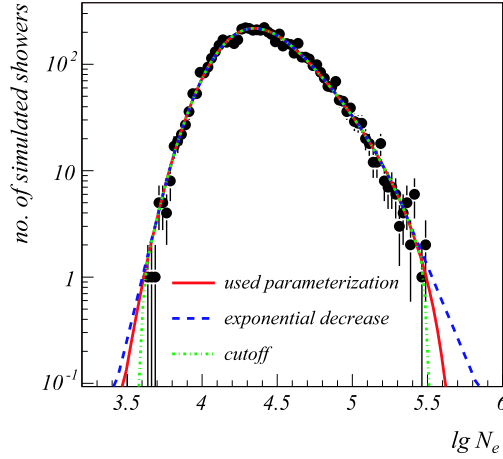 no. of simulated showers
10²
10
1
10⁻¹
used parameterization
exponential decrease
cutoff
3.5 4 4.5 5 5.5 6
lg Nₑ